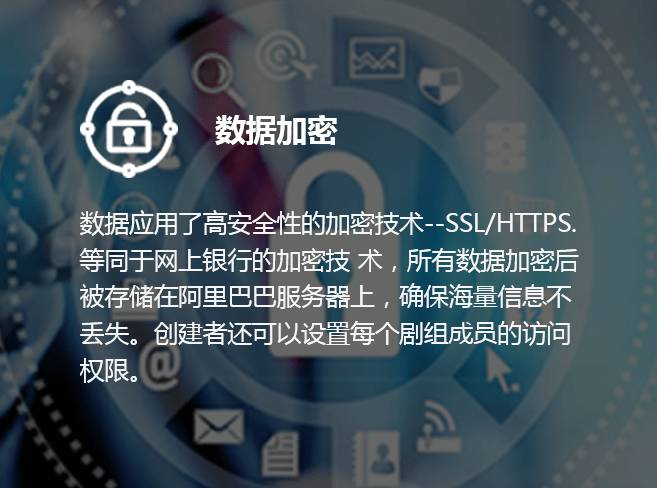 数据加密
数据应用了高安全性的加密技术--SSL/HTTPS.
等同于网上银行的加密技 术，所有数据加密后
被存储在阿里巴巴服务器上，确保海量信息不
丢失。创建者还可以设置每个剧组成员的访问
权限。